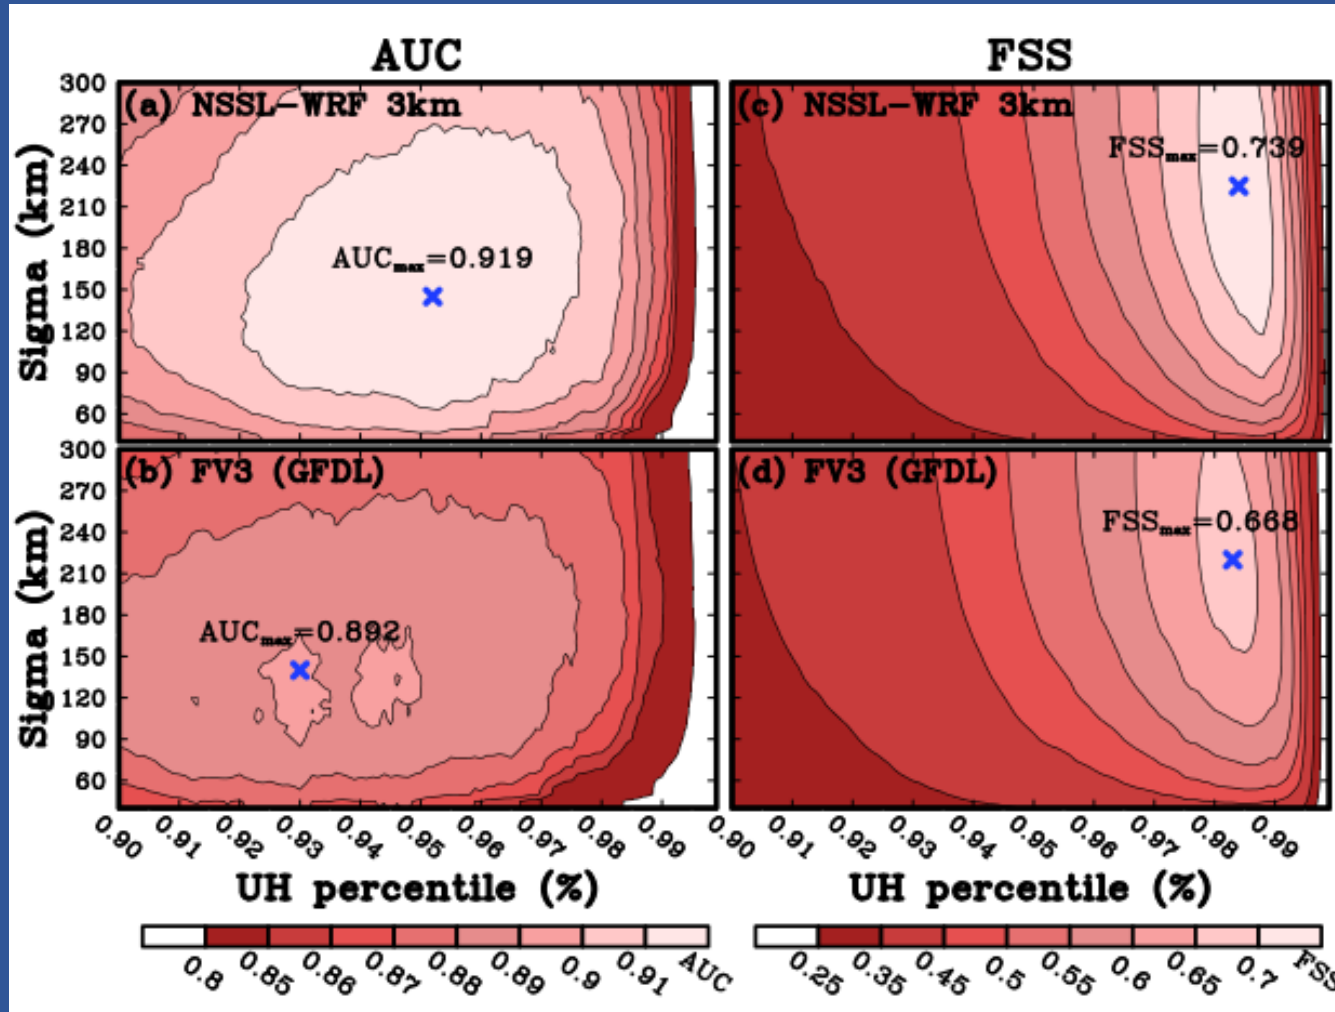 AUC
FSS
300 (a) NSSL-WRF 3km
(c) NSSL-WRF 3km
270
FSSmax=0.739
240
210
180
AUCmax=0.919
150
120
90
60
Sigma (km)
300 (b) FV3 (GFDL)
(d) FV3 (GFDL)
270
FSSmax=0.668
240
210
180
AUCmax=0.892
150
120
90
60
Sigma (km)
0.90 0.91 0.92 0.93 0.94 0.95 0.96 0.97 0.98 0.99
0.90 0.91 0.92 0.93 0.94 0.95 0.96 0.97 0.98 0.99
UH percentile (%)
UH percentile (%)
0.8 0.85 0.86 0.87 0.88 0.89 0.9 0.91 AUC
0.25 0.35 0.45 0.5 0.55 0.6 0.65 0.7 FSS